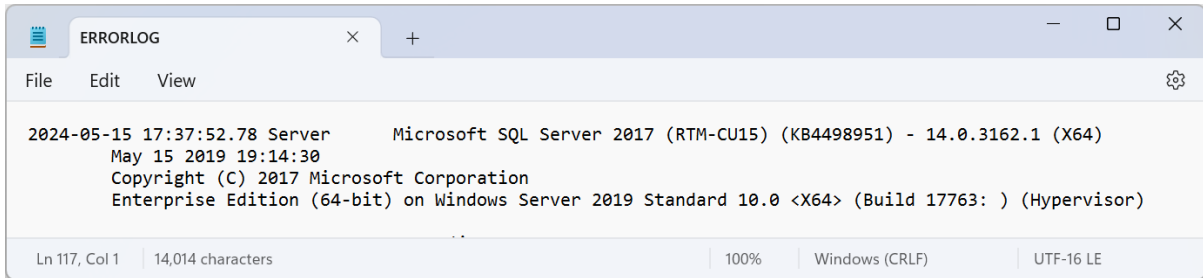 ERRORLOG
File Edit View
2024-05-15 17:37:52.78 Server Microsoft SQL Server 2017 (RTM-CU15) (KB4498951) - 14.0.3162.1 (X64)
May 15 2019 19:14:30
Copyright (C) 2017 Microsoft Corporation
Enterprise Edition (64-bit) on Windows Server 2019 Standard 10.0 <X64> (Build 17763: ) (Hypervisor)
Ln 117, Col 1 14,014 characters 100% Windows (CRLF) UTF-16 LE